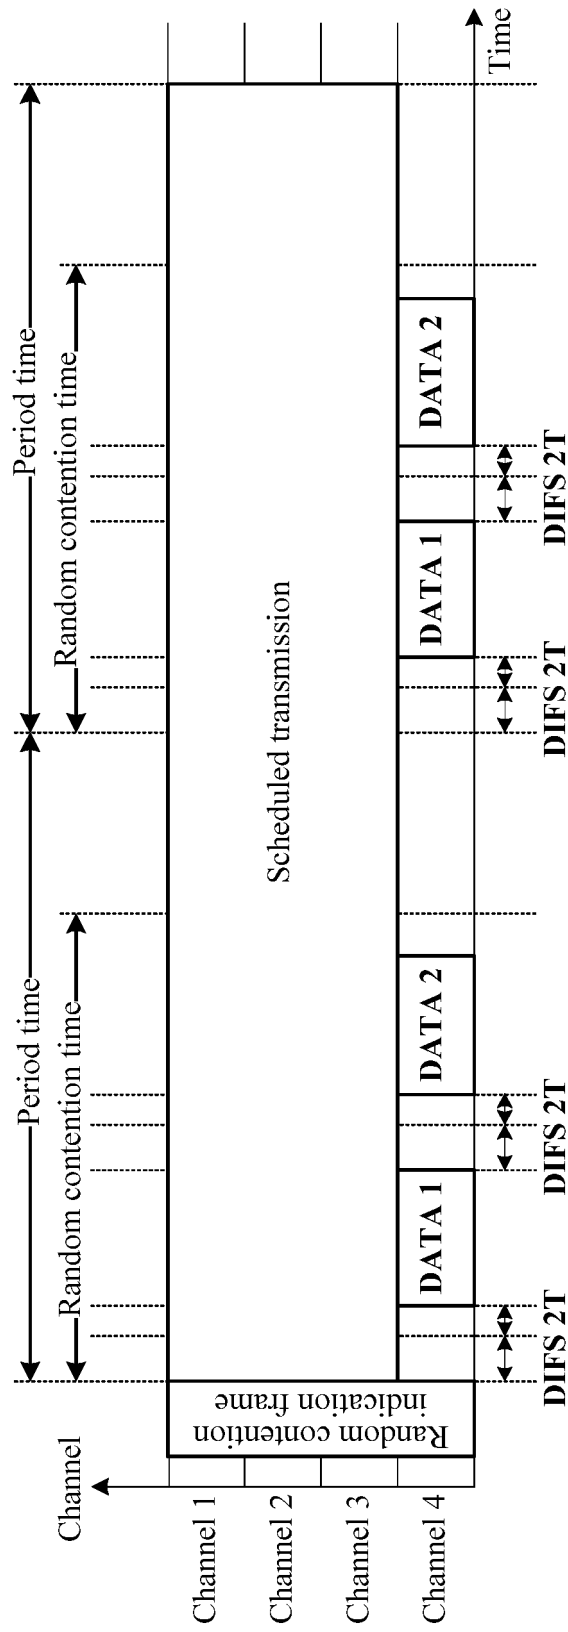 Channel
Period time
Period time
Random contention time
Random contention time
Channel 1
Channel 2
Channel 3
Channel 4
Random contention
indication frame
Scheduled transmission
DATA 1
DATA 2
DATA 1
DATA 2
Time
DIFS 2T
DIFS 2T
DIFS 2T
DIFS 2T